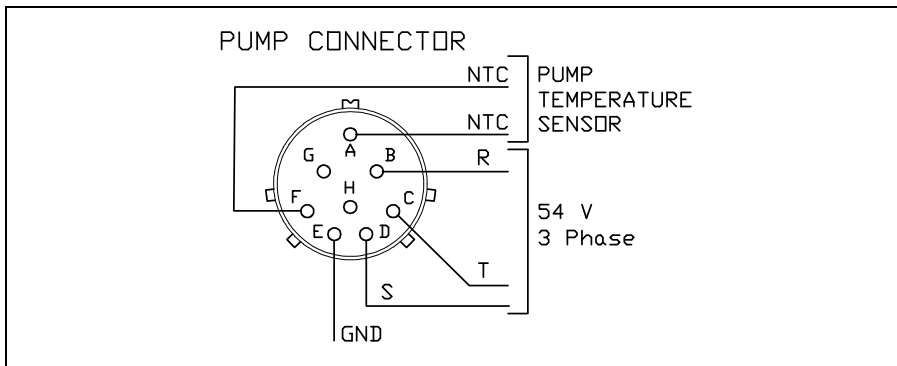 PUMP CONNECTOR
NTC
PUMP
TEMPERATURE
SENSOR
NTC
A
G
B
R
H
F
C
54 V
3 Phase
E
D
T
S
GND